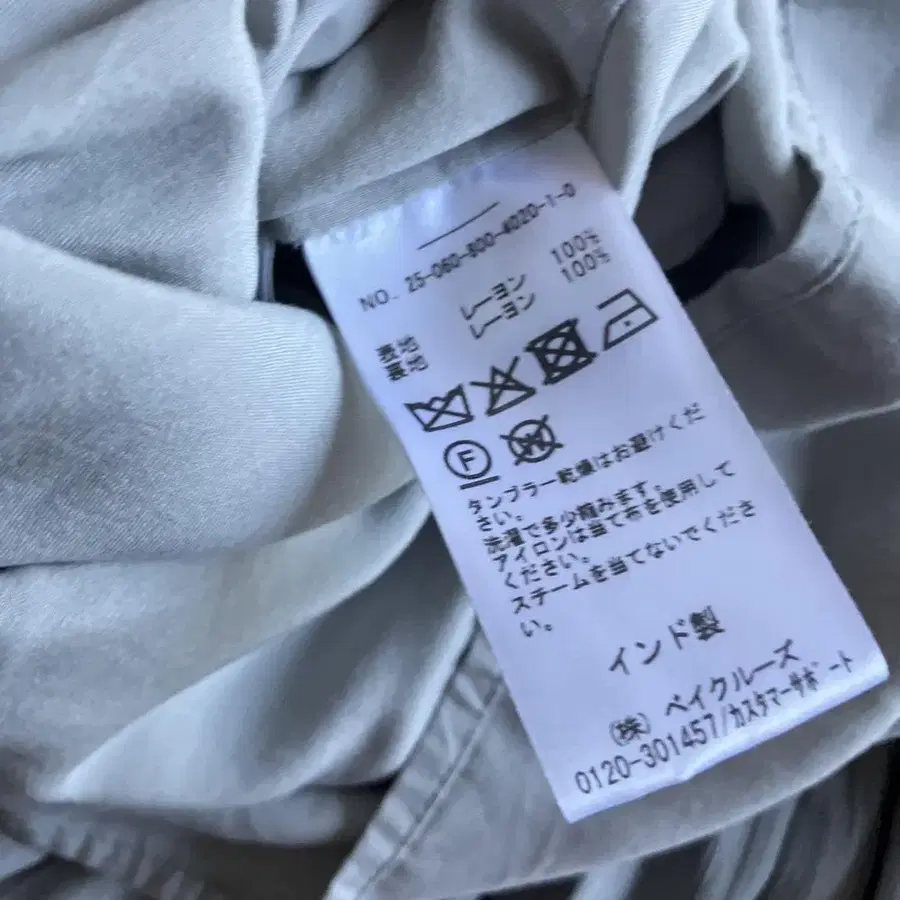 NO. 25-060-800-4020-1-0
表地 レーヨン 100%
裏地 レーヨン 100%
F W
タンブラー乾燥はお避けくだ
さい。
洗濯で多少縮みます。
アイロンは当て布を使用して
ください。
スチームを当てないでくださ
い。
インド製
(株) ベイクルーズ
0120-301457/カスタマーサポート